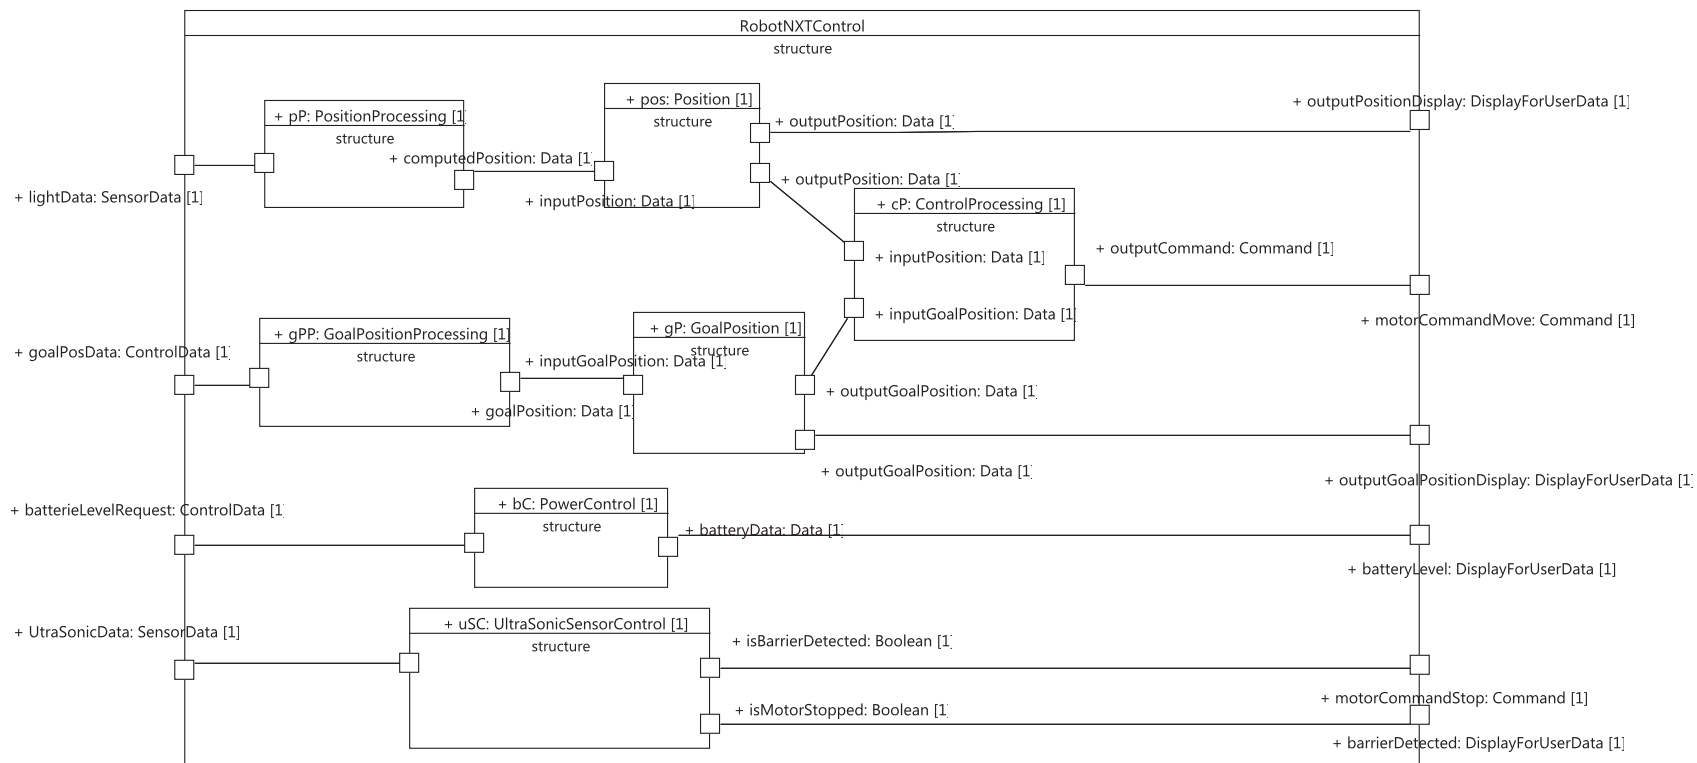 RobotNXTControl
structure
+ outputPositionDisplay: DisplayForUserData [1]
+ pos: Position [1]
structure
+ pP: PositionProcessing [1]
structure
+ outputPosition: Data [1]
+ computedPosition: Data [1]
+ outputPosition: Data [1]
+ lightData: SensorData [1]
+ inputPosition: Data [1]
+ cP: ControlProcessing [1]
structure
+ outputCommand: Command [1]
+ inputPosition: Data [1]
+ inputGoalPosition: Data [1]
+ motorCommandMove: Command [1]
+ gPP: GoalPositionProcessing [1]
structure
+ gP: GoalPosition [1]
structure
+ goalPosData: ControlData [1]
+ inputGoalPosition: Data [1]
+ outputGoalPosition: Data [1]
+ goalPosition: Data [1]
+ outputGoalPosition: Data [1]
+ outputGoalPositionDisplay: DisplayForUserData [1]
+ batterieLevelRequest: ControlData [1]
+ bC: PowerControl [1]
structure
+ batteryData: Data [1]
+ batteryLevel: DisplayForUserData [1]
+ UtraSonicData: SensorData [1]
+ uSC: UltraSonicSensorControl [1]
structure
+ isBarrierDetected: Boolean [1]
+ motorCommandStop: Command [1]
+ isMotorStopped: Boolean [1]
+ barrierDetected: DisplayForUserData [1]